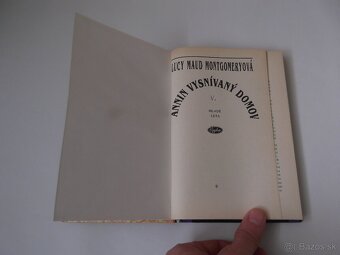 LUCY MAUD MONTGOMERYOVÁ
ANNIN VYSNÍVANÝ DOMOV
V.
MLADÉ
LETÁ
© Bazos.sk